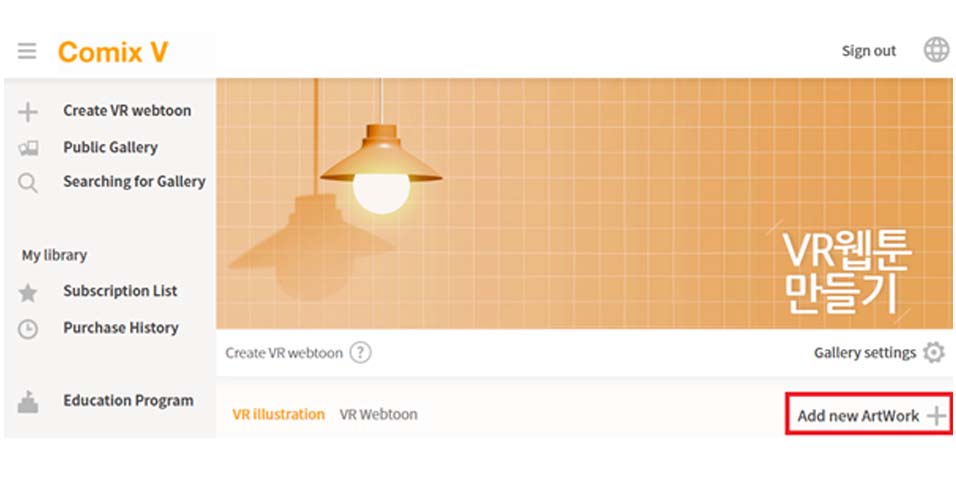 Comix V
Sign out
Create VR webtoon
Public Gallery
Searching for Gallery
My library
Subscription List
Purchase History
Education Program
VR웹툰
만들기
Create VR webtoon ?
Gallery settings
VR illustration VR Webtoon
Add new ArtWork